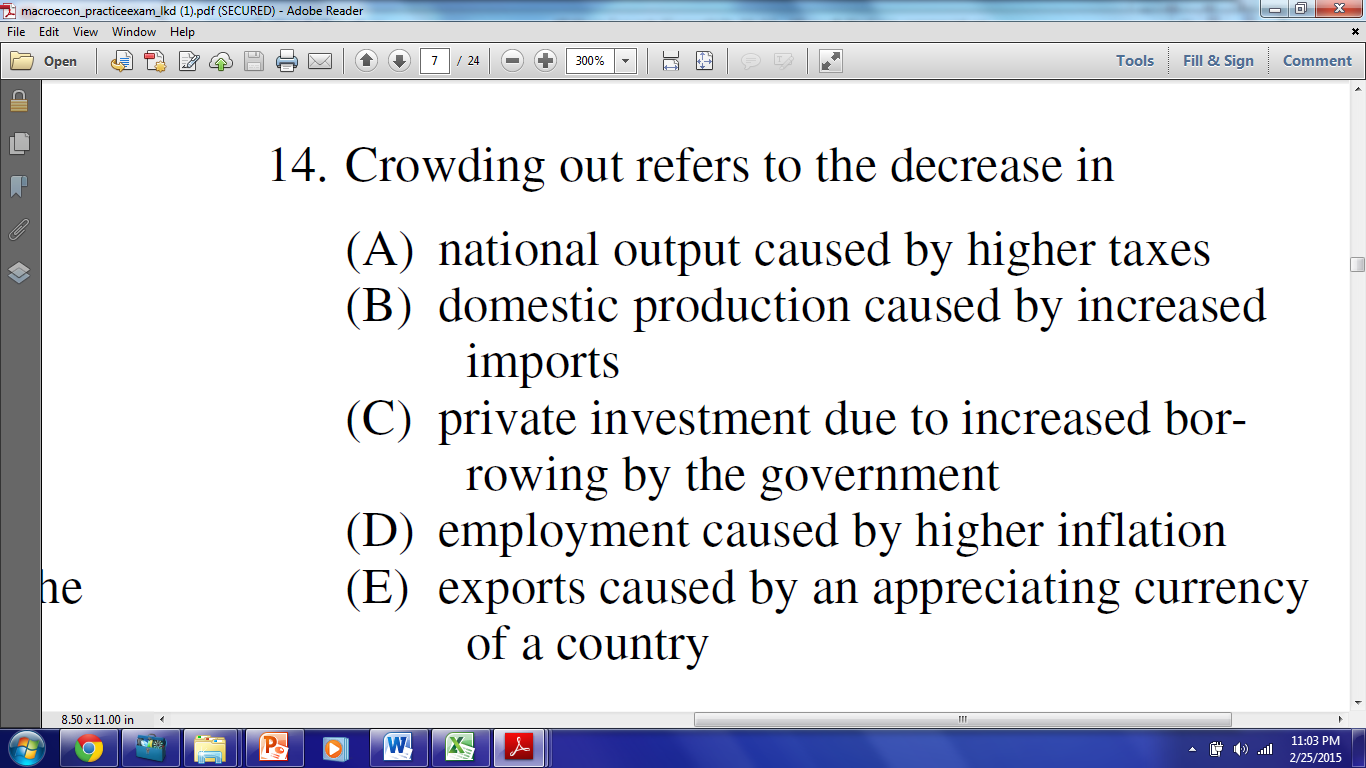 macroecon_practiceexam_lkd (1).pdf (SECURED) - Adobe Reader
File Edit View Window Help
Open 7 / 24 300% Tools Fill & Sign Comment
14. Crowding out refers to the decrease in
(A) national output caused by higher taxes
(B) domestic production caused by increased
imports
(C) private investment due to increased bor-
rowing by the government
(D) employment caused by higher inflation
he (E) exports caused by an appreciating currency
of a country
8.50 x 11.00 in
11:03 PM
2/25/2015